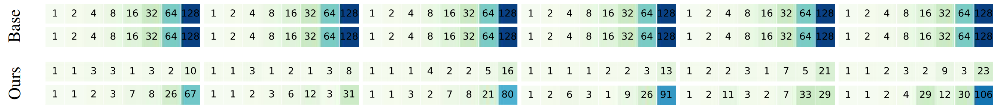 Base
1 2 4 8 16 32 64 128 1 2 4 8 16 32 64 128 1 2 4 8 16 32 64 128 1 2 4 8 16 32 64 128 1 2 4 8 16 32 64 128 1 2 4 8 16 32 64 128
1 2 4 8 16 32 64 128 1 2 4 8 16 32 64 128 1 2 4 8 16 32 64 128 1 2 4 8 16 32 64 128 1 2 4 8 16 32 64 128 1 2 4 8 16 32 64 128
Ours
1 1 3 3 1 3 2 10 1 1 3 1 2 1 3 8 1 1 1 4 2 2 5 16 1 1 1 1 2 2 3 13 1 2 2 3 1 7 5 21 1 1 2 3 2 9 3 23
1 1 2 3 7 8 26 67 1 1 2 3 6 12 3 31 1 1 3 2 7 8 21 80 1 2 6 3 1 9 26 91 1 2 11 3 2 7 33 29 1 1 2 4 29 12 30 106